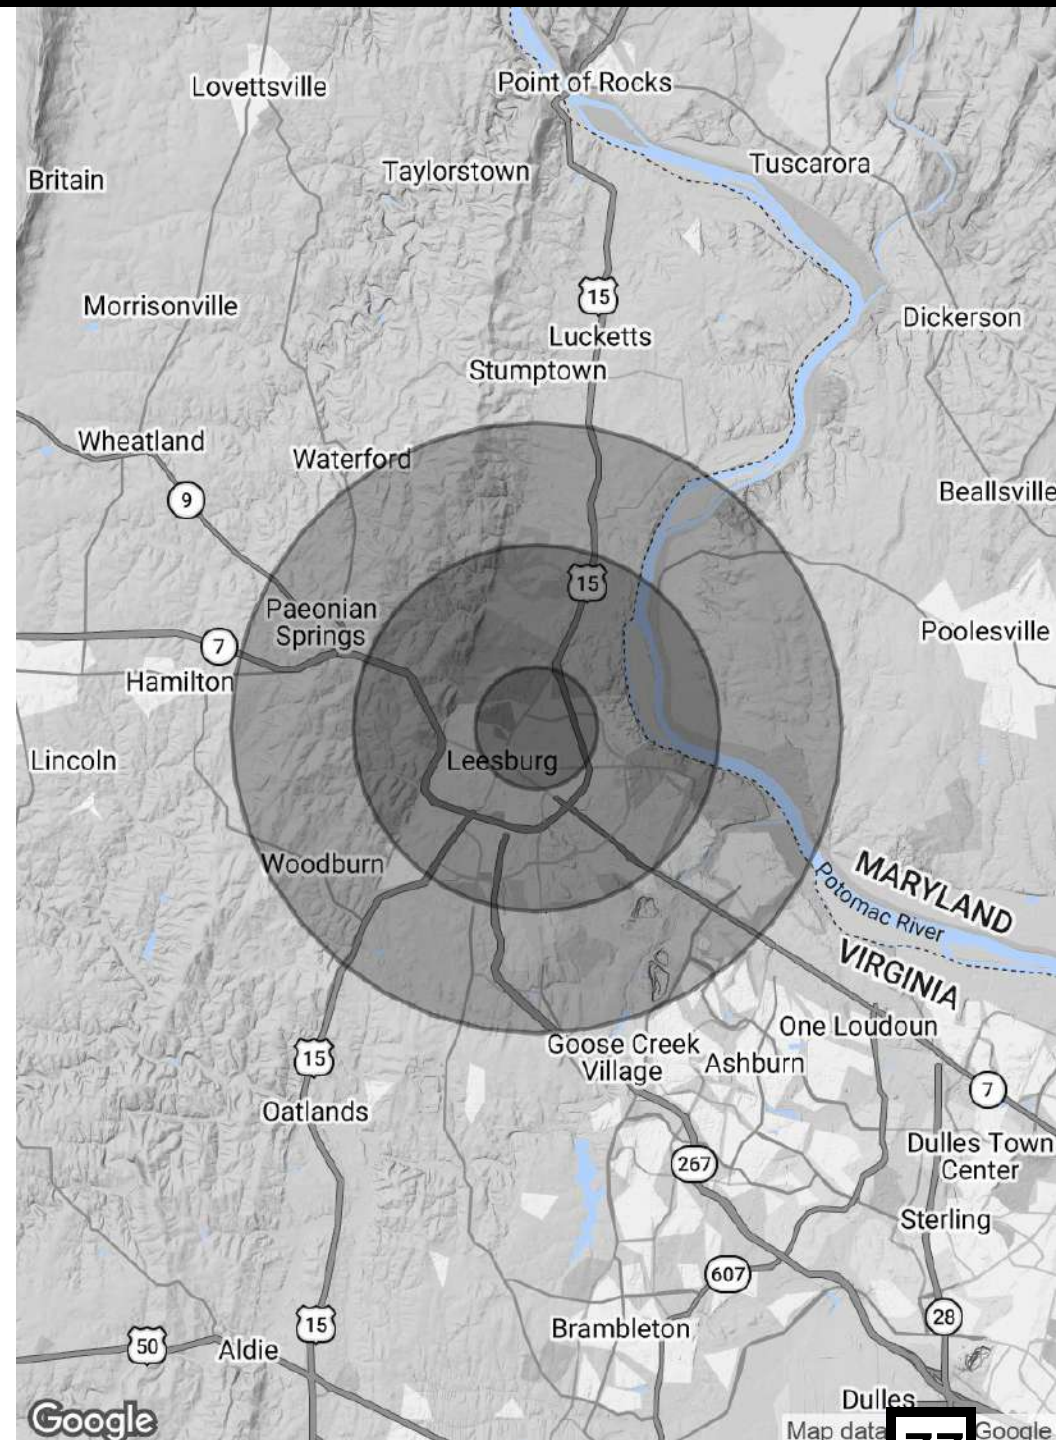 Point of Rocks
Lovettsville
Tuscarora
Taylorstown
Britain
15
Morrisonville
Dickerson
Lucketts
Stumptown
Wheatland
Waterford
Beallsville
9
15
Paeonian
Springs
Poolesville
7
Hamilton
Lincoln
Leesburg
Woodburn
MARYLAND
Potomac River
VIRGINIA
One Loudoun
Goose Creek
Village
Ashburn
15
7
Oatlands
Dulles Town
Center
267
Sterling
607
28
15
Brambleton
50
Aldie
Dulles
Google
Map data
Google